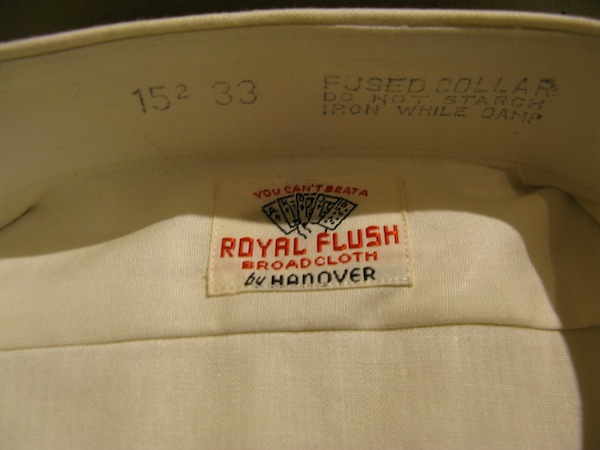 15² 33
FUSED COLLAR
DO NOT STARCH
IRON WHILE DAMP
YOU CAN'T BEAT A
ROYAL FLUSH
BROADCLOTH
by HANOVER